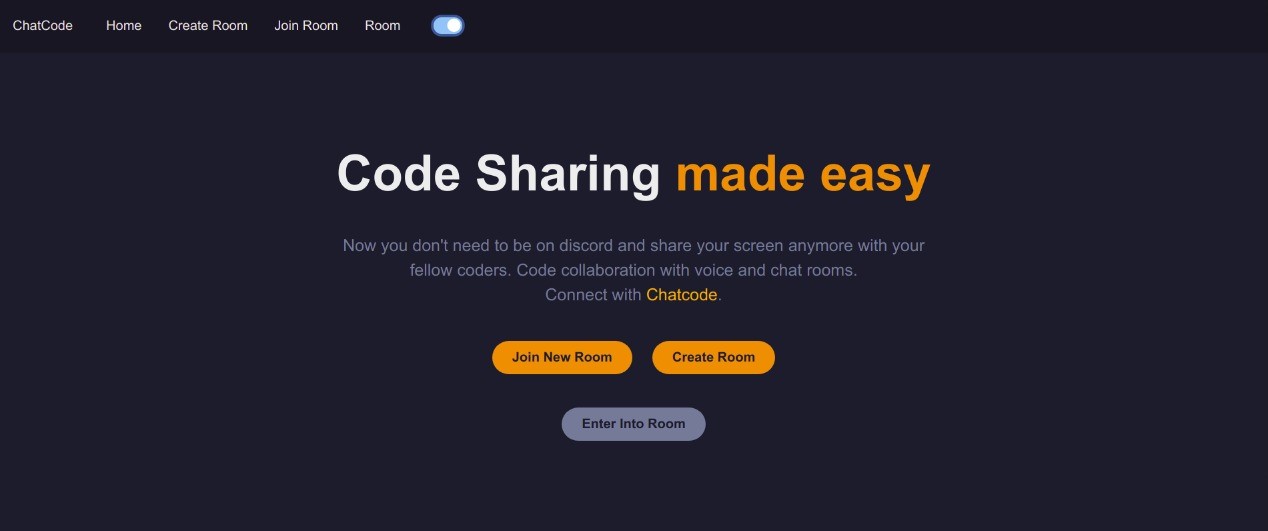 ChatCode Home Create Room Join Room Room
Code Sharing made easy
Now you don't need to be on discord and share your screen anymore with your
fellow coders. Code collaboration with voice and chat rooms.
Connect with Chatcode.
Join New Room Create Room
Enter Into Room